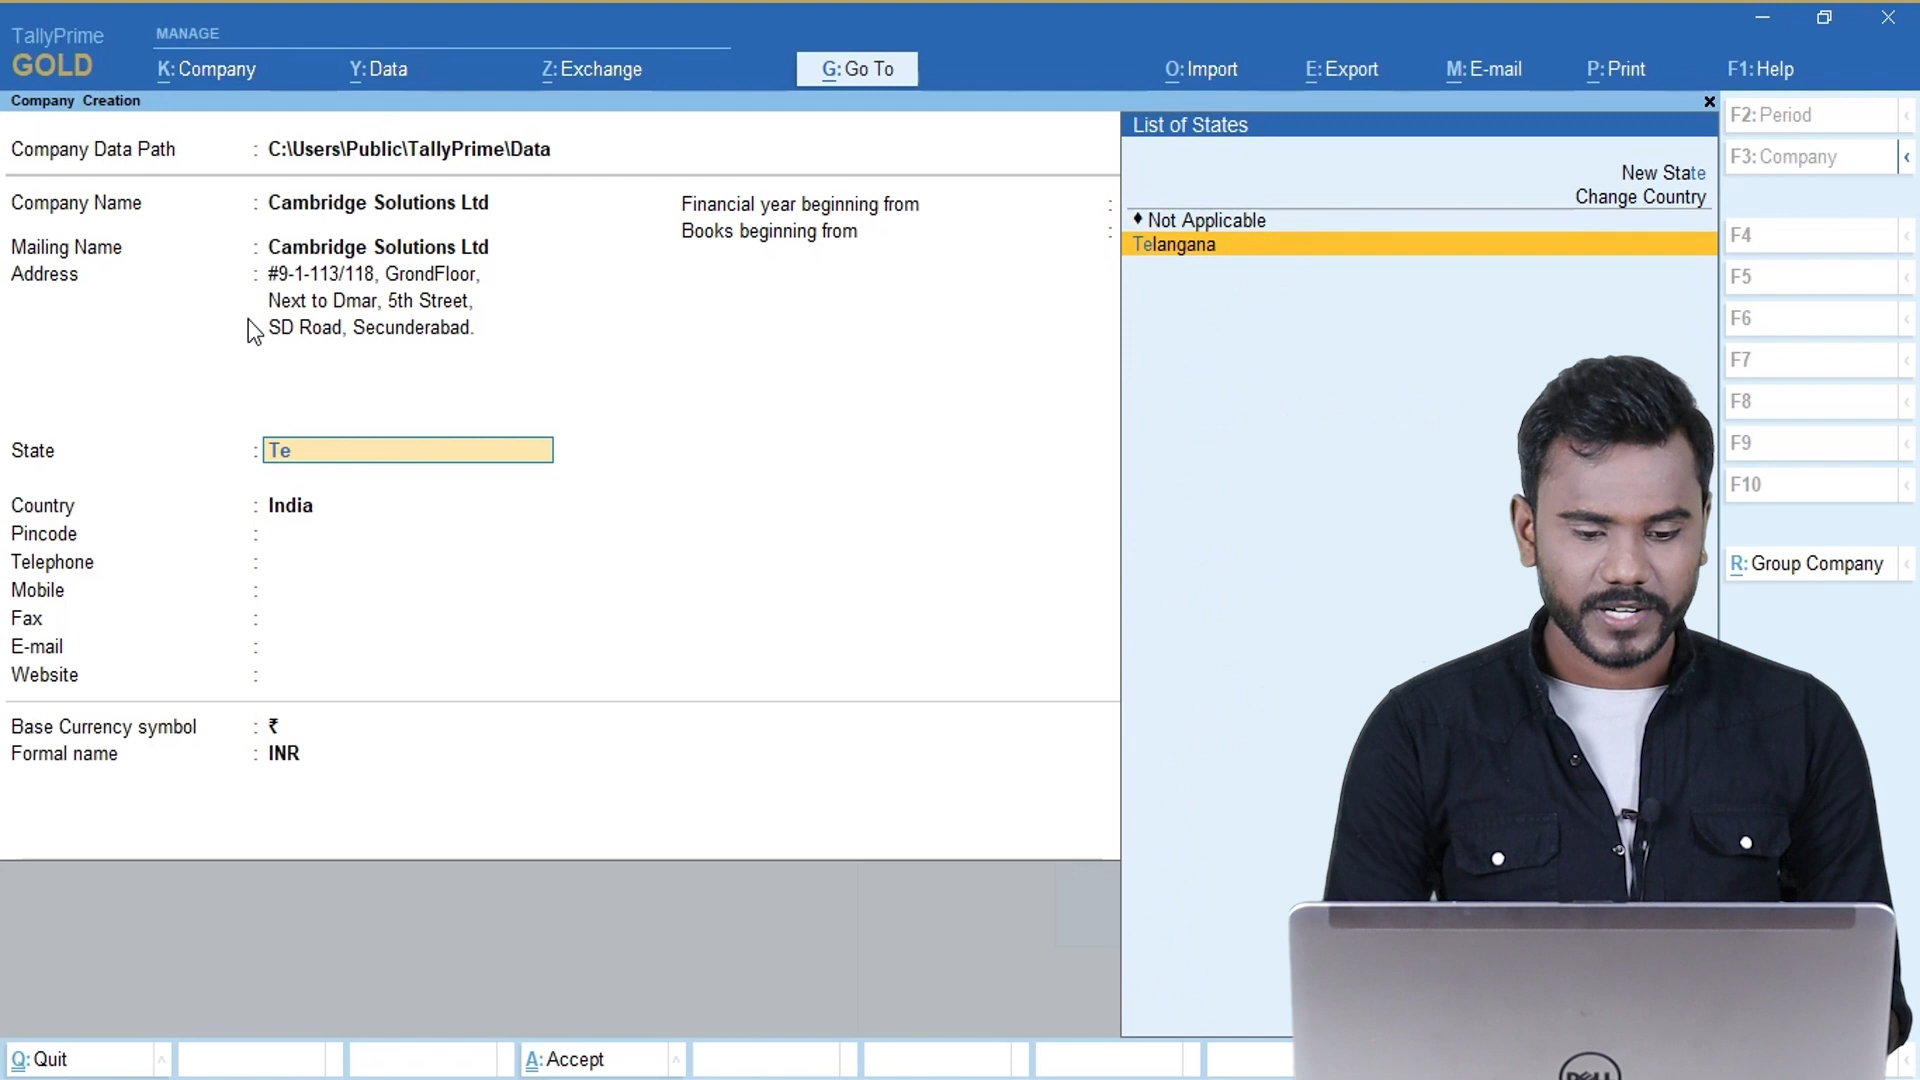 TallyPrime
GOLD
MANAGE
K: Company
Y: Data
Z: Exchange
G: Go To
O: Import
E: Export
M: E-mail
P: Print
F1: Help
Company Creation
Company Data Path : C:\Users\Public\TallyPrime\Data
Company Name : Cambridge Solutions Ltd
Mailing Name : Cambridge Solutions Ltd
Address : #9-1-113/118, GrondFloor,
Next to Dmar, 5th Street,
SD Road, Secunderabad.
State : Te
Country : India
Pincode :
Telephone :
Mobile :
Fax :
E-mail :
Website :
Base Currency symbol : ₹
Formal name : INR
Financial year beginning from :
Books beginning from :
List of States
New State
Change Country
♦ Not Applicable
Telangana
F2: Period
F3: Company
F4
F5
F6
F7
F8
F9
F10
R: Group Company
Q: Quit
A: Accept
DELL